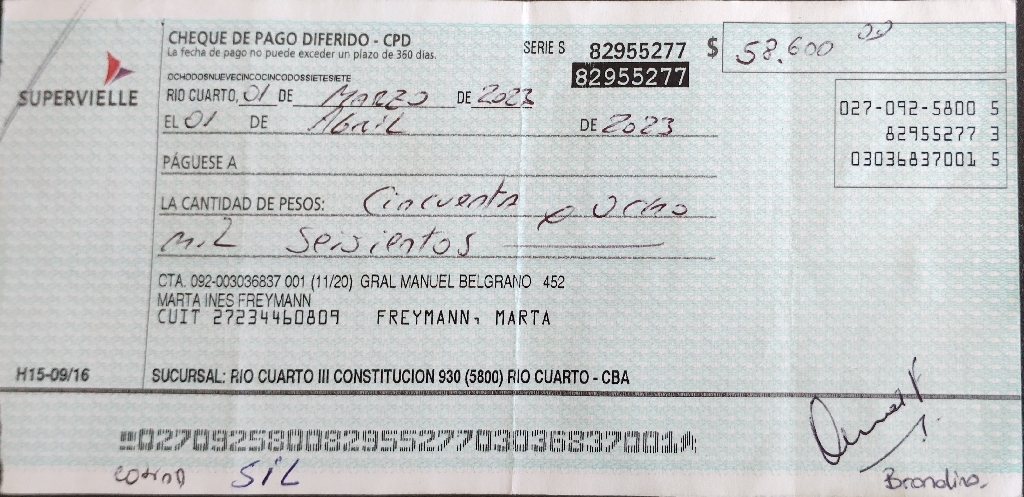 CHEQUE DE PAGO DIFERIDO - CPD
La fecha de pago no puede exceder un plazo de 360 días.
SERIE S 82955277 $ 58.600 00
82955277
OCHODOSNUEVECINCOCINCODOSSIETESIETE
SUPERVIELLE
RIO CUARTO, 01 DE MARZO DE 2023
EL 01 DE Abril DE 2023
027-092-5800 5
82955277 3
03036837001 5
PÁGUESE A
LA CANTIDAD DE PESOS: Cincuenta y ocho
mil seisientos
CTA. 092-003036837 001 (11/20) GRAL MANUEL BELGRANO 452
MARTA INES FREYMANN
CUIT 27234460809 FREYMANN, MARTA
H15-09/16
SUCURSAL: RIO CUARTO III CONSTITUCION 930 (5800) RIO CUARTO - CBA
02709258008295527703036837001
SIL